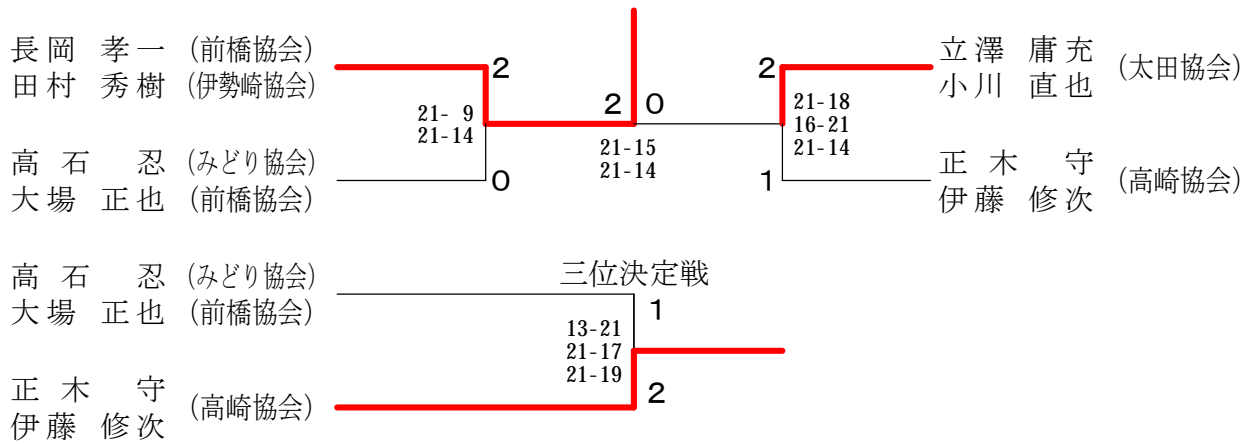 長岡 孝一 (前橋協会)
田村 秀樹 (伊勢崎協会)
高石 忍 (みどり協会)
大場 正也 (前橋協会)
2
21- 9
21-14
0
2 0
21-15
21-14
2
21-18
16-21
21-14
1
立澤 庸充
小川 直也
(太田協会)
正木 守
伊藤 修次
(高崎協会)
三位決定戦
高石 忍 (みどり協会)
大場 正也 (前橋協会)
正木 守
伊藤 修次
(高崎協会)
1
13-21
21-17
21-19
2